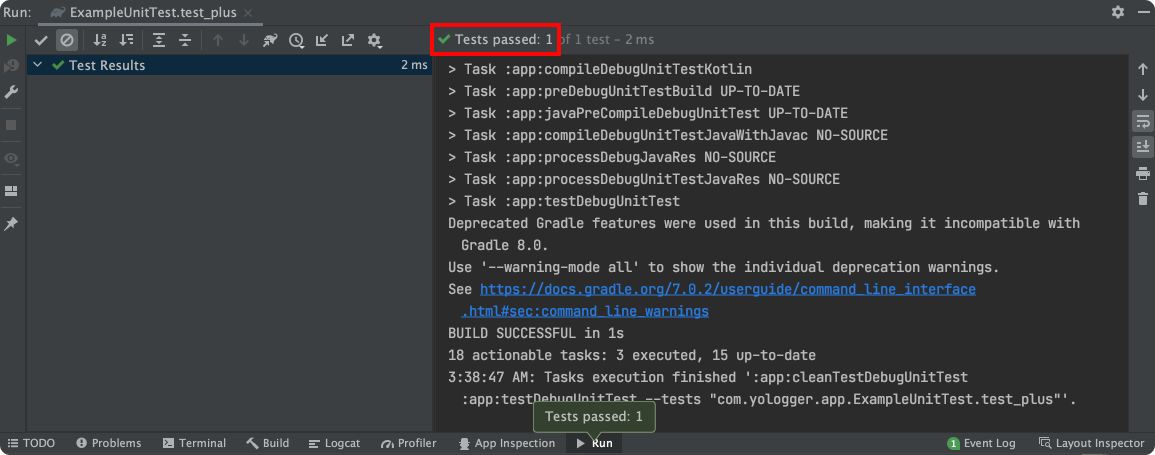 Run: ExampleUnitTest.test_plus
Tests passed: 1 of 1 test – 2 ms
Test Results 2 ms
> Task :app:compileDebugUnitTestKotlin
> Task :app:preDebugUnitTestBuild UP-TO-DATE
> Task :app:javaPreCompileDebugUnitTest UP-TO-DATE
> Task :app:compileDebugUnitTestJavaWithJavac NO-SOURCE
> Task :app:processDebugJavaRes NO-SOURCE
> Task :app:processDebugUnitTestJavaRes NO-SOURCE
> Task :app:testDebugUnitTest
Deprecated Gradle features were used in this build, making it incompatible with
Gradle 8.0.
Use '--warning-mode all' to show the individual deprecation warnings.
See https://docs.gradle.org/7.0.2/userguide/command_line_interface
.html#sec:command_line_warnings
BUILD SUCCESSFUL in 1s
18 actionable tasks: 3 executed, 15 up-to-date
3:38:47 AM: Tasks execution finished ':app:cleanTestDebugUnitTest
:app:testDebugUnitTest --tests "com.yologger.app.ExampleUnitTest.test_plus"'.
Tests passed: 1
TODO Problems Terminal Build Logcat Profiler App Inspection Run 1 Event Log Layout Inspector